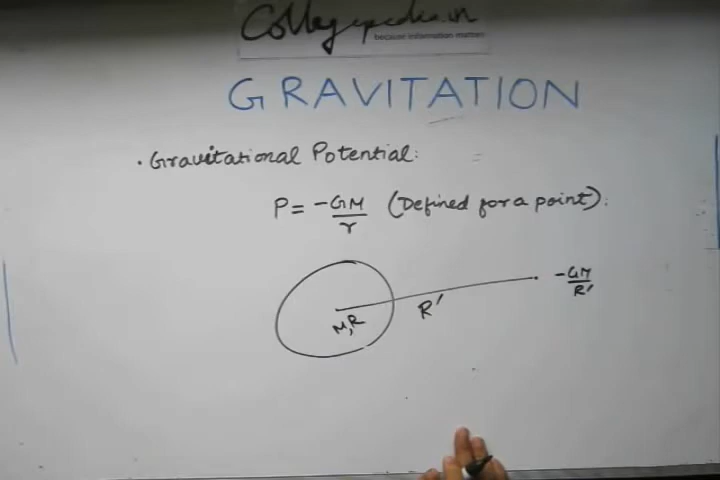 Collegepedia.in
because information matters
GRAVITATION
• Gravitational Potential:
P = -GM/r (Defined for a point):
-GM/R'
R'
M,R